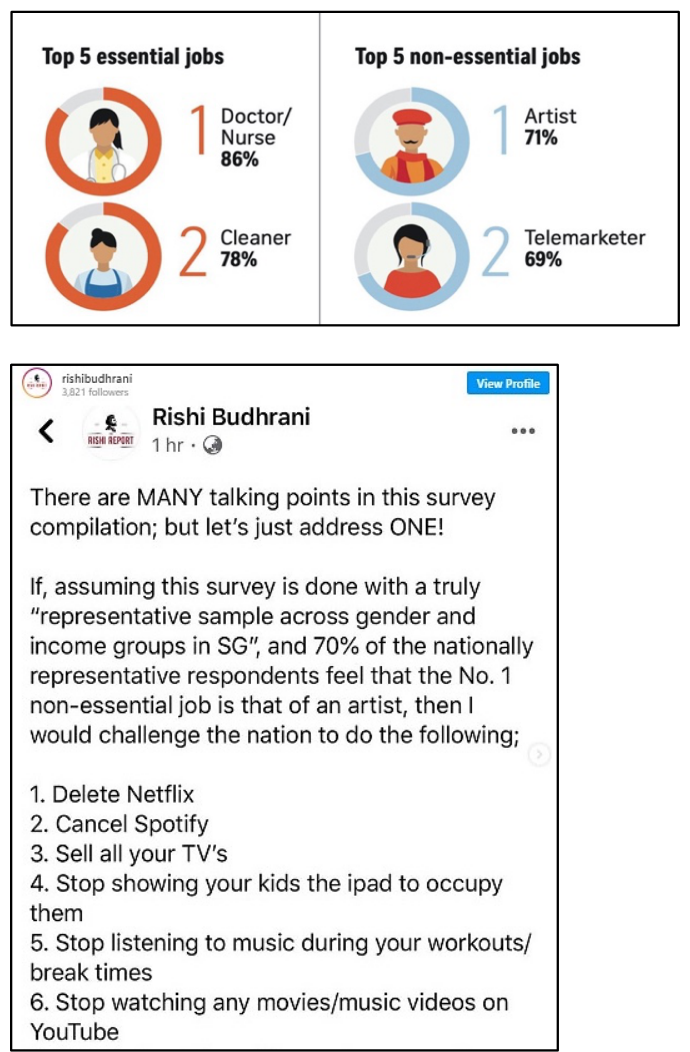 Top 5 essential jobs
1 Doctor/
Nurse
86%
2 Cleaner
78%
Top 5 non-essential jobs
1 Artist
71%
2 Telemarketer
69%
rishibudhrani
3,821 followers
View Profile
RISHI REPORT
Rishi Budhrani
1 hr ·
There are MANY talking points in this survey
compilation; but let's just address ONE!
If, assuming this survey is done with a truly
“representative sample across gender and
income groups in SG”, and 70% of the nationally
representative respondents feel that the No. 1
non-essential job is that of an artist, then I
would challenge the nation to do the following;
1. Delete Netflix
2. Cancel Spotify
3. Sell all your TV's
4. Stop showing your kids the ipad to occupy
them
5. Stop listening to music during your workouts/
break times
6. Stop watching any movies/music videos on
YouTube